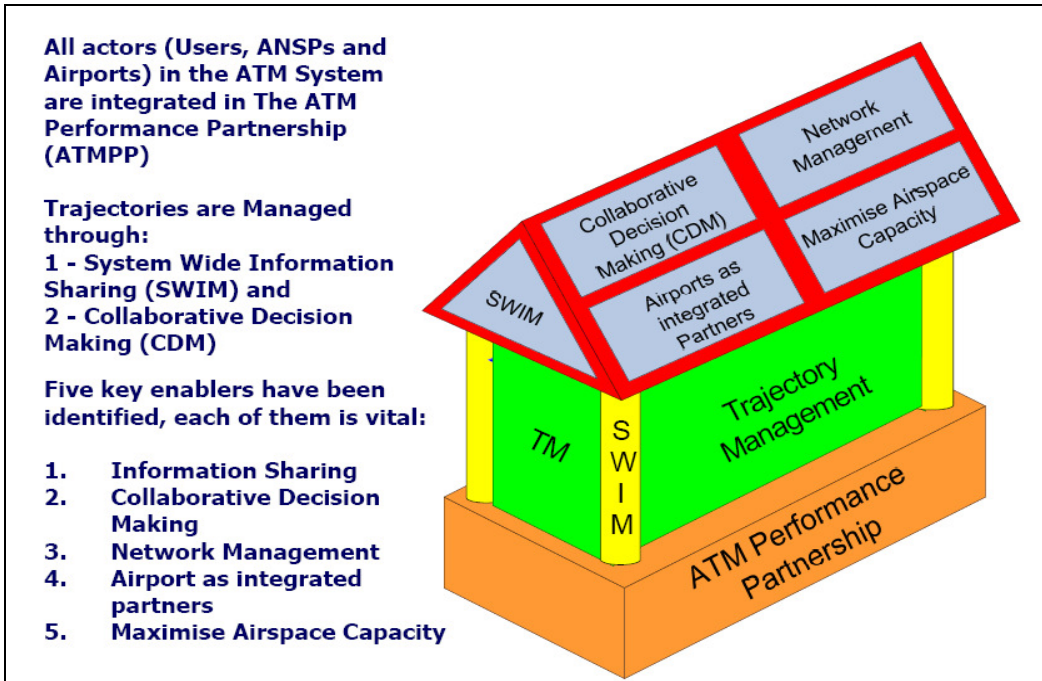 All actors (Users, ANSPs and
Airports) in the ATM System
are integrated in The ATM
Performance Partnership
(ATMPP)
Trajectories are Managed
through:
1 - System Wide Information
Sharing (SWIM) and
2 - Collaborative Decision
Making (CDM)
Five key enablers have been
identified, each of them is vital:
1. Information Sharing
2. Collaborative Decision
Making
3. Network Management
4. Airport as integrated
partners
5. Maximise Airspace Capacity
SWIM
Collaborative
Decision
Making (CDM)
Network
Management
Airports as
integrated
Partners
Maximise Airspace
Capacity
TM
S
W
I
M
Trajectory
Management
ATM Performance
Partnership